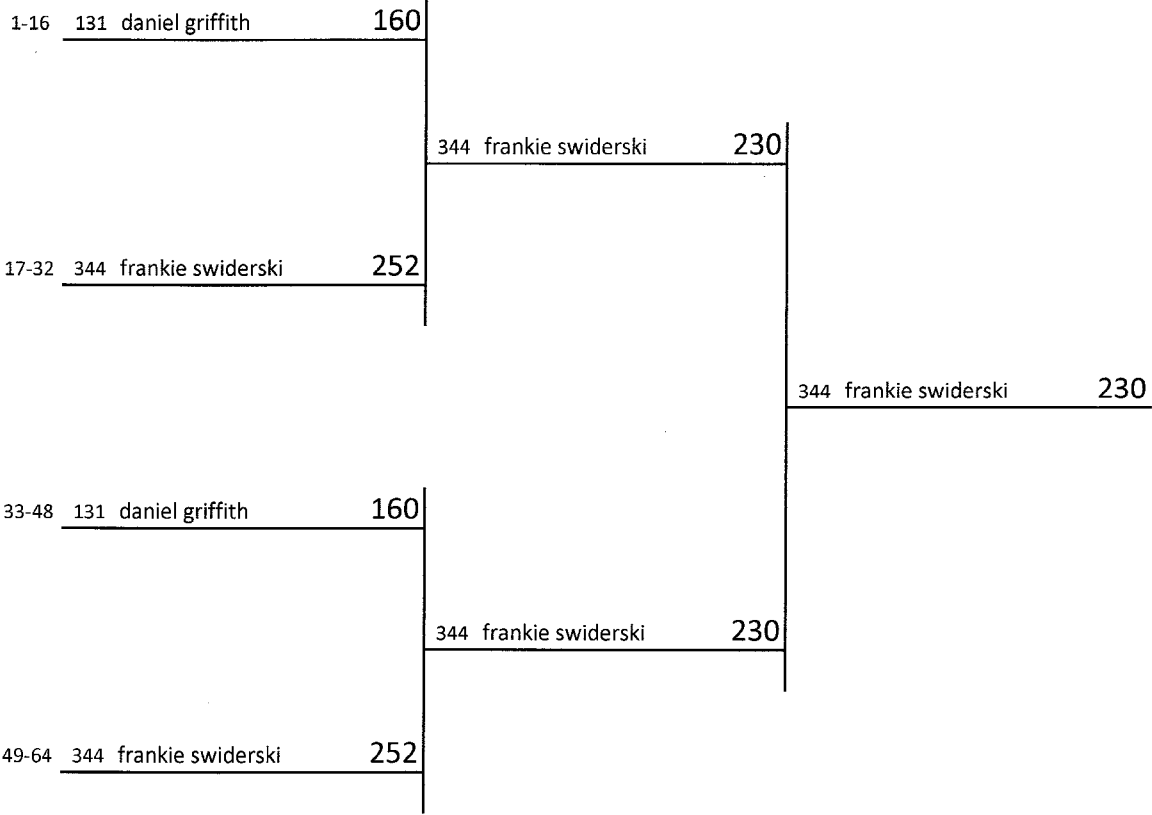 1-16 131 daniel griffith 160
344 frankie swiderski 230
17-32 344 frankie swiderski 252
344 frankie swiderski 230
33-48 131 daniel griffith 160
344 frankie swiderski 230
49-64 344 frankie swiderski 252